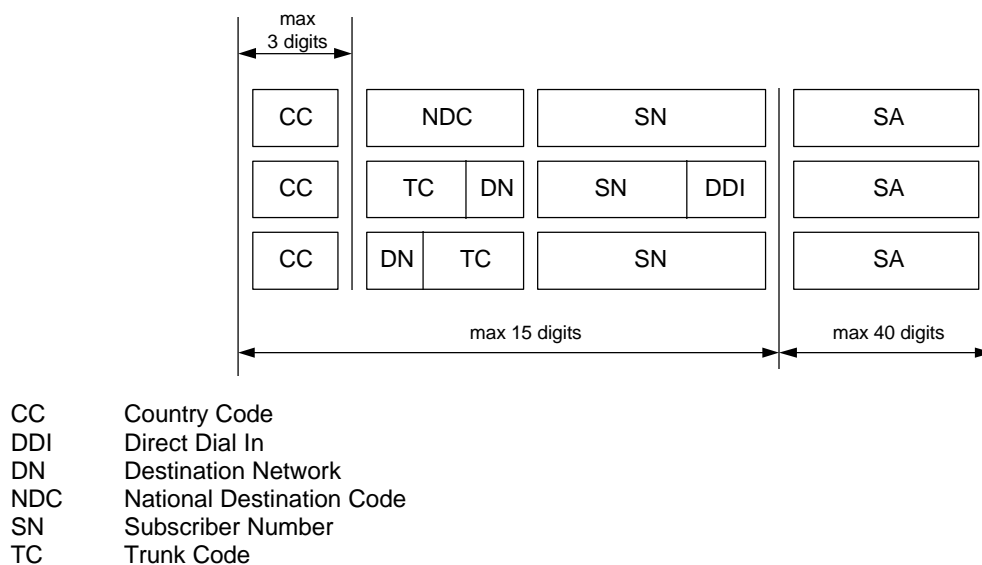 max
3 digits
CC NDC SN SA
CC TC DN SN DDI SA
CC DN TC SN SA
max 15 digits max 40 digits
CC Country Code
DDI Direct Dial In
DN Destination Network
NDC National Destination Code
SN Subscriber Number
TC Trunk Code